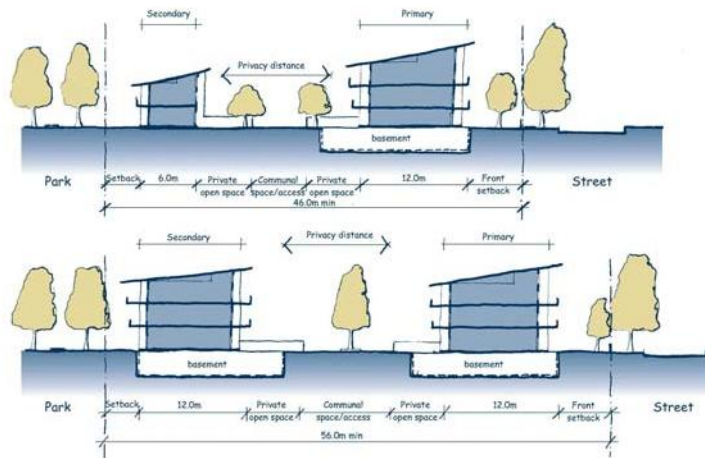 Secondary
Primary
Privacy distance
basement
Park
Setback
6.0m
Private
open space
Communal
space/access
Private
open space
12.0m
Front
setback
Street
46.0m min
Secondary
Privacy distance
Primary
basement
basement
Park
Setback
12.0m
Private
open space
Communal
space/access
Private
open space
12.0m
Front
setback
Street
56.0m min